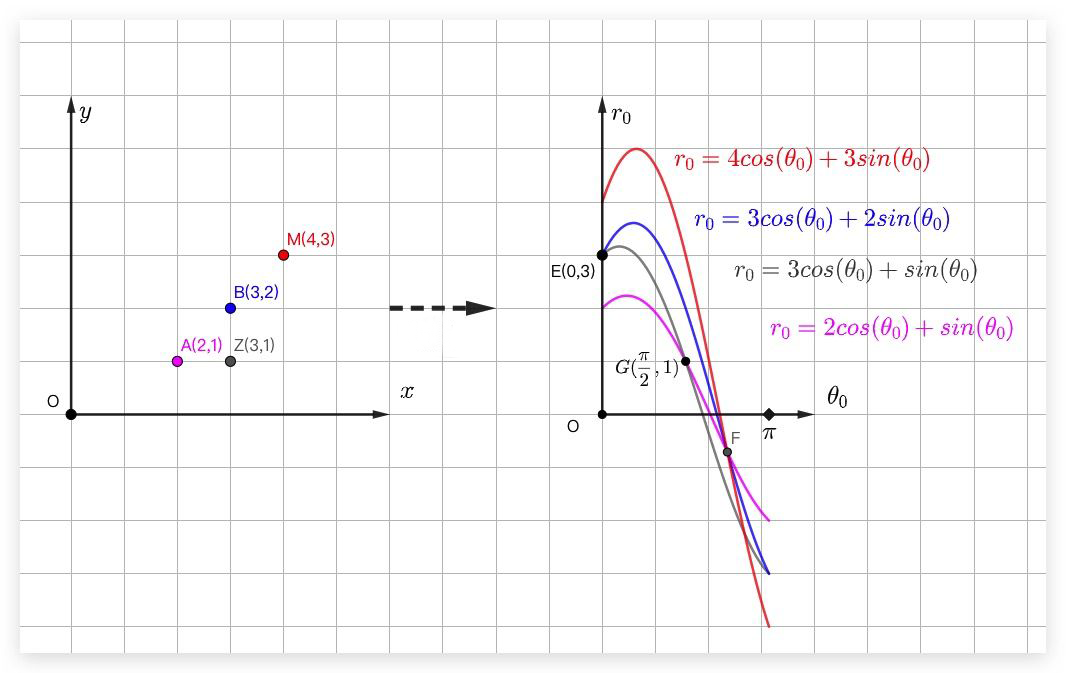 y
r₀
r₀ = 4cos(θ₀) + 3sin(θ₀)
r₀ = 3cos(θ₀) + 2sin(θ₀)
M(4,3)
E(0,3)
r₀ = 3cos(θ₀) + sin(θ₀)
B(3,2)
r₀ = 2cos(θ₀) + sin(θ₀)
A(2,1)
Z(3,1)
G(π/2, 1)
x
θ₀
O
O
π
F